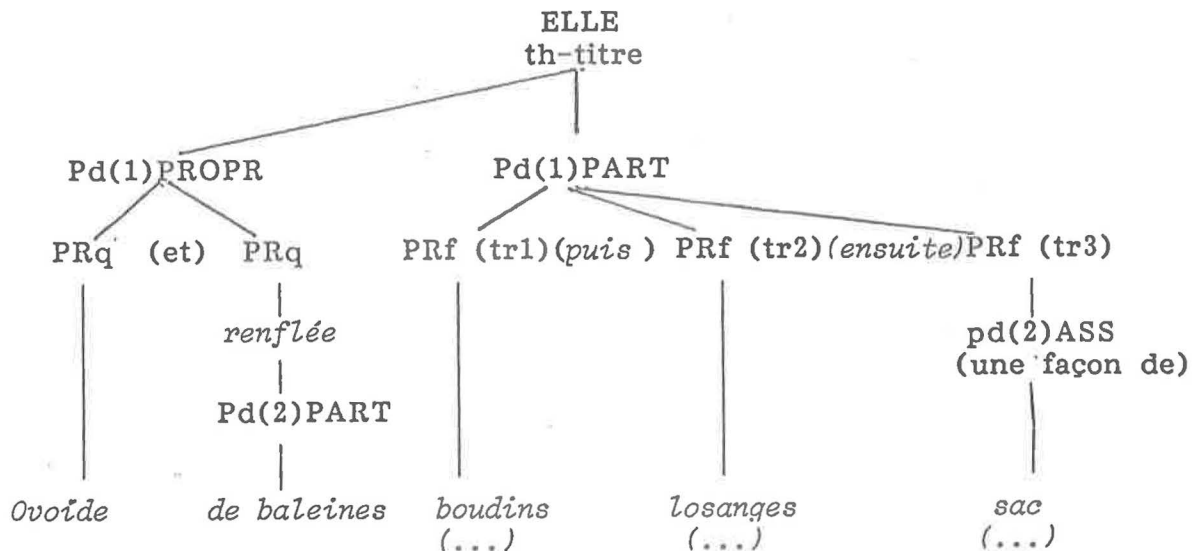 ELLE
th-titre
Pd(1)PROPR Pd(1)PART
PRq (et) PRq PRf (tr1)(puis ) PRf (tr2)(ensuite)PRf (tr3)
renflée pd(2)ASS
(une façon de)
Pd(2)PART
Ovoïde de baleines boudins losanges sac
(...) (...) (...)